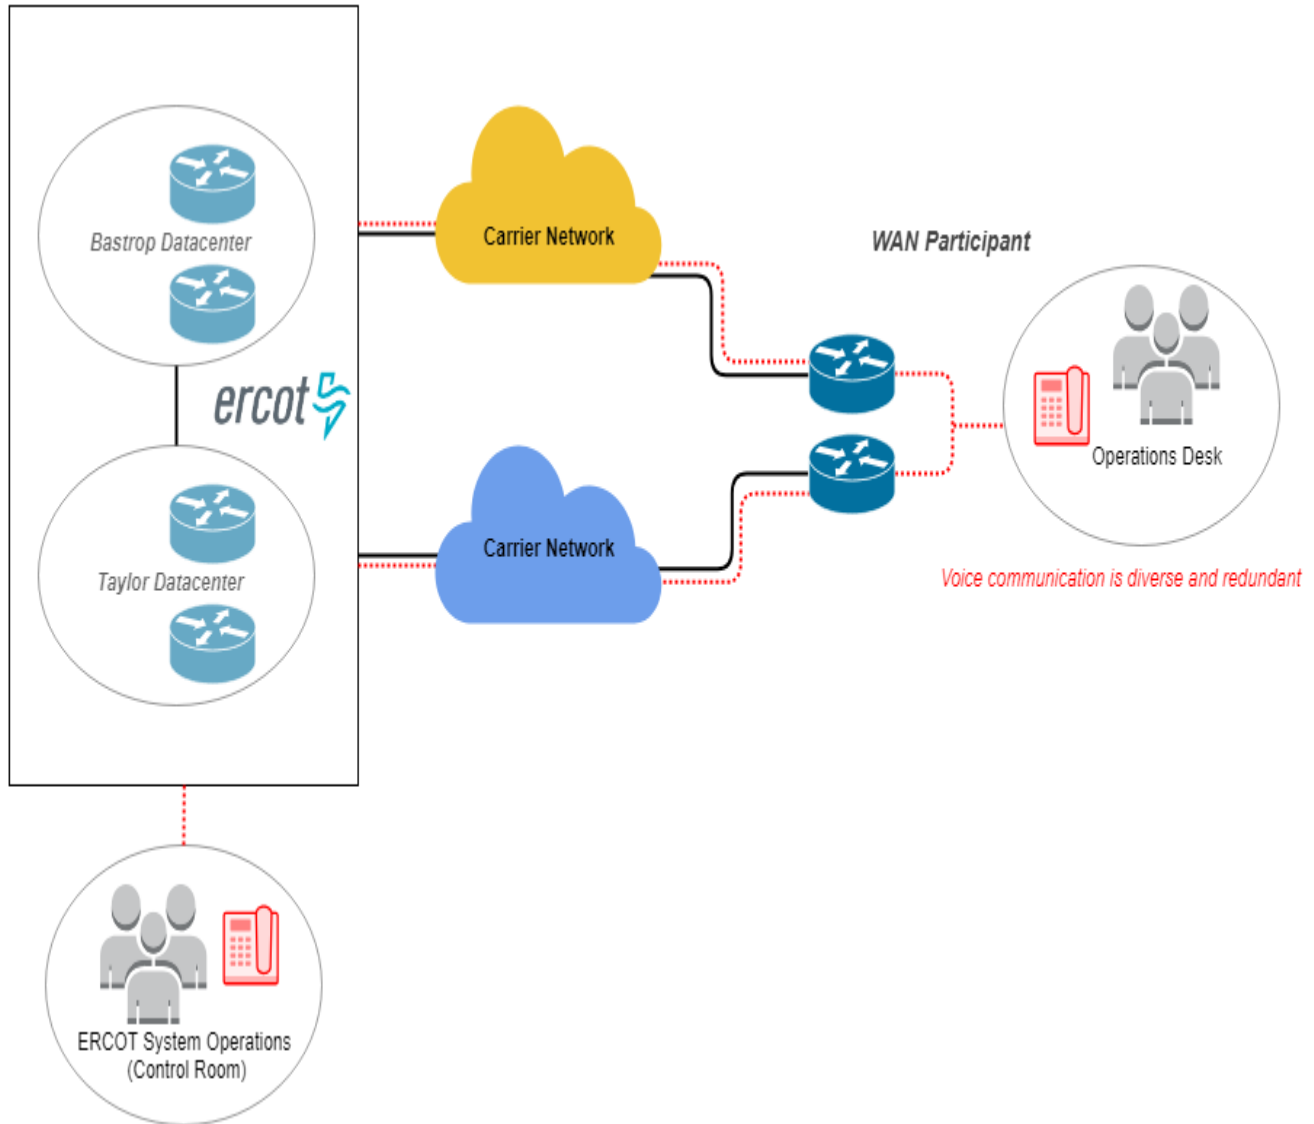 Bastrop Datacenter
Carrier Network
WAN Participant
ercot
Operations Desk
Carrier Network
Taylor Datacenter
Voice communication is diverse and redundant
ERCOT System Operations
(Control Room)